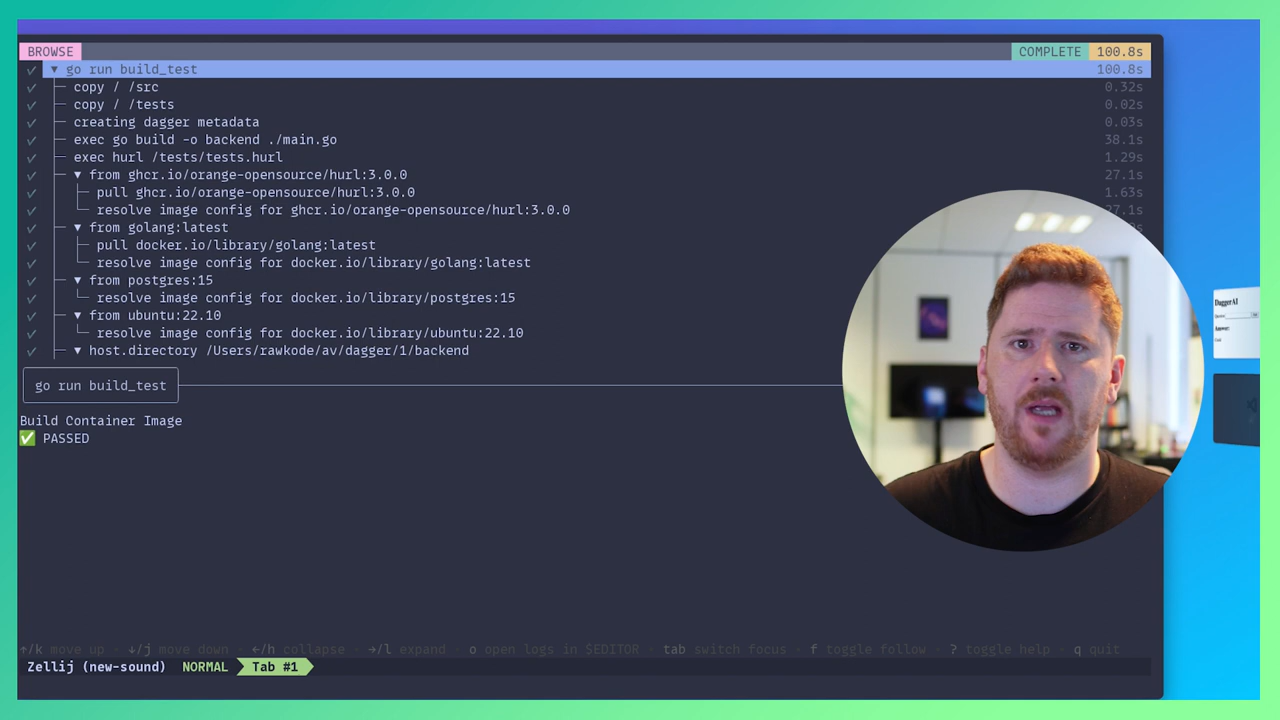 BROWSE COMPLETE 100.8s
✓ ▼ go run build_test 100.8s
✓ ├─ copy / /src 0.32s
✓ ├─ copy / /tests 0.02s
✓ ├─ creating dagger metadata 0.03s
✓ ├─ exec go build -o backend ./main.go 38.1s
✓ ├─ exec hurl /tests/tests.hurl 1.29s
✓ ├─ ▼ from ghcr.io/orange-opensource/hurl:3.0.0 27.1s
✓ │ ├─ pull ghcr.io/orange-opensource/hurl:3.0.0 1.63s
✓ │ └─ resolve image config for ghcr.io/orange-opensource/hurl:3.0.0 27.1s
✓ ├─ ▼ from golang:latest
✓ │ ├─ pull docker.io/library/golang:latest
✓ │ └─ resolve image config for docker.io/library/golang:latest
✓ ├─ ▼ from postgres:15
✓ │ └─ resolve image config for docker.io/library/postgres:15
✓ ├─ ▼ from ubuntu:22.10
✓ │ └─ resolve image config for docker.io/library/ubuntu:22.10
✓ ├─ ▼ host.directory /Users/rawkode/av/dagger/1/backend
go run build_test
Build Container Image
✅ PASSED
↑/k move up · ↓/j move down · ←/h collapse · →/l expand · o open logs in $EDITOR · tab switch focus · f toggle follow · ? toggle help · q quit
Zellij (new-sound) NORMAL Tab #1
DaggerAI
Answer: